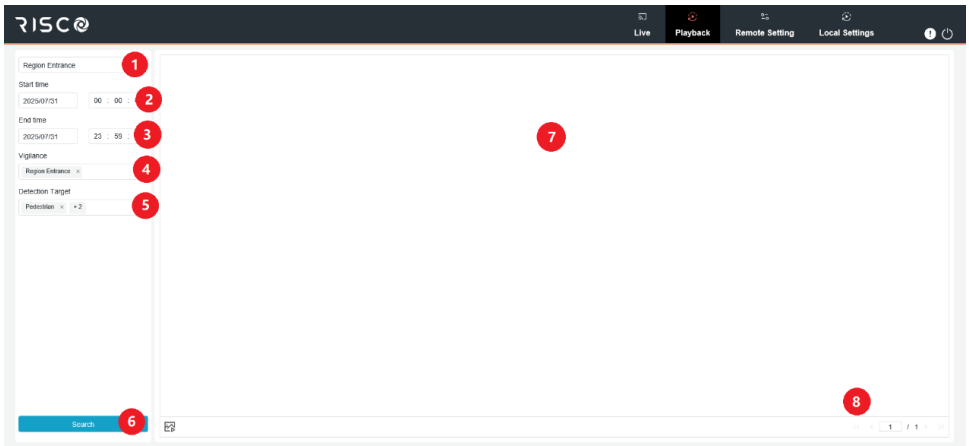 RISCO
Live
Playback
Remote Setting
Local Settings
Region Entrance
1
Start time
2025/07/31
00 : 00 :
2
End time
2025/07/31
23 : 59 :
3
Vigilance
Region Entrance ×
4
Detection Target
Pedestrian × + 2
5
7
8
Search
6
1 / 1